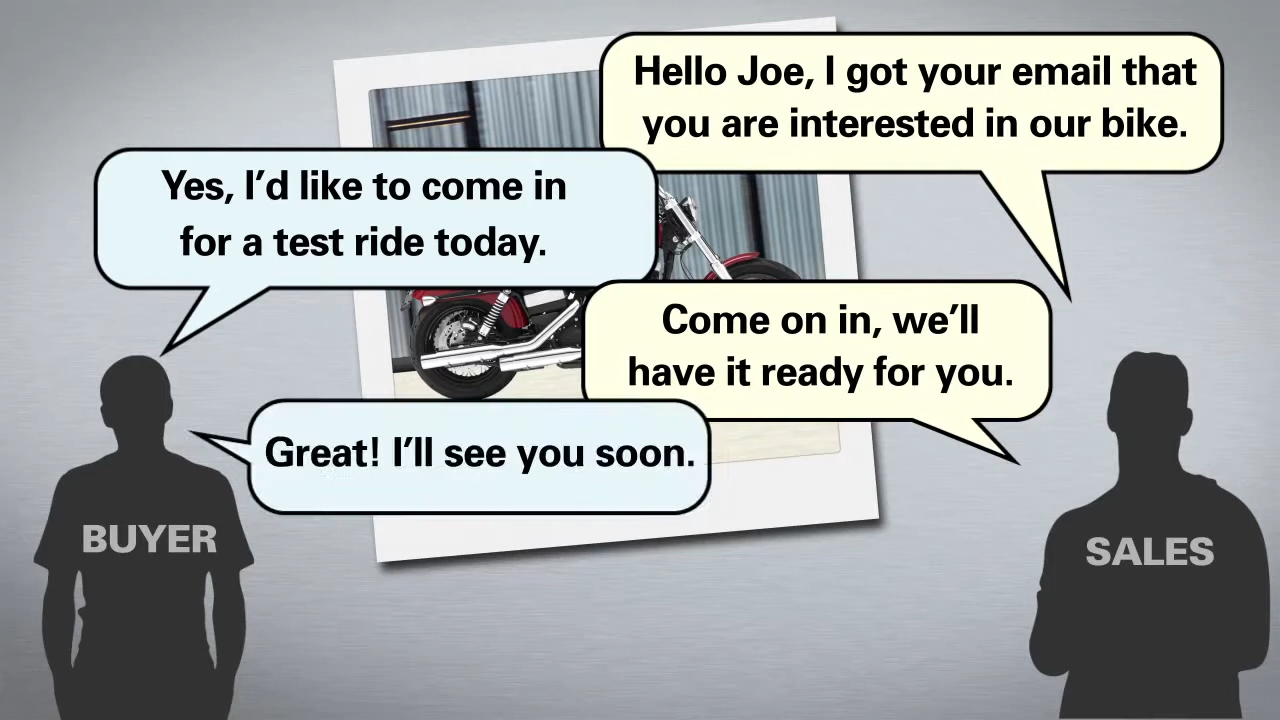 Hello Joe, I got your email that
you are interested in our bike.
Yes, I'd like to come in
for a test ride today.
Come on in, we'll
have it ready for you.
Great! I'll see you soon.
BUYER
SALES